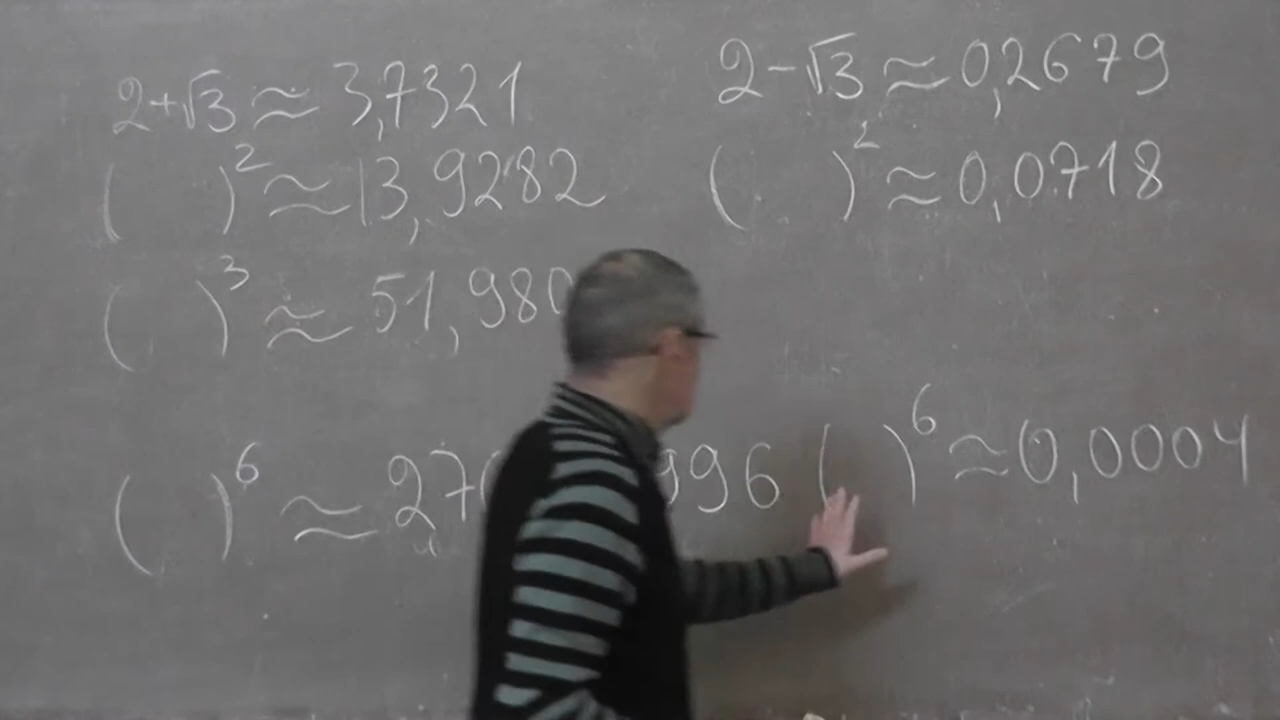 2+√3 ≈ 3,7321
2-√3 ≈ 0,2679
( )² ≈ 13,9282
( )² ≈ 0,0718
( )³ ≈ 51,980
( )⁶ ≈ 27 996
( )⁶ ≈ 0,0004